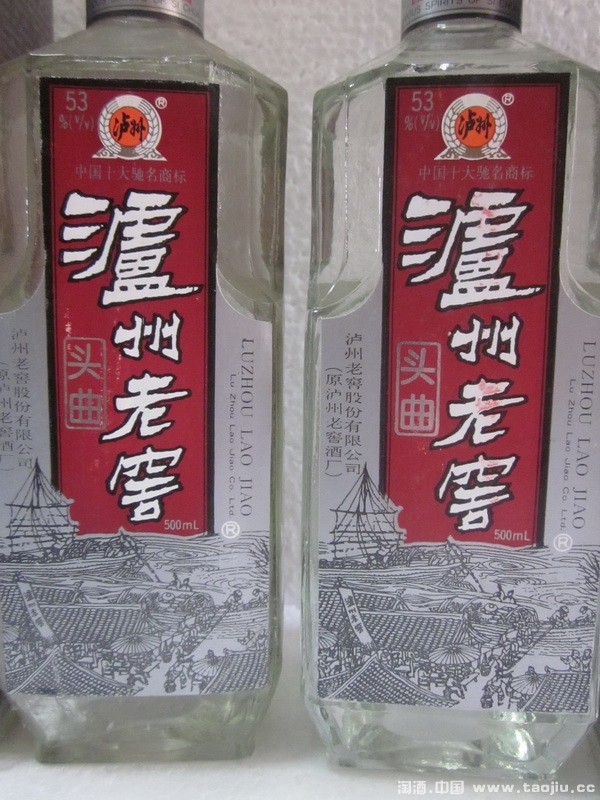 53
%(V/v)
泸州
®
中国十大驰名商标
瀘州老窖
头曲
500mL
泸州老窖股份有限公司
(原泸州老窖酒厂)
LUZHOU LAO JIAO
Lu Zhou Lao Jiao Co. Ltd.
®
SPIRITS OF
53
%(V/v)
泸州
®
中国十大驰名商标
瀘州老窖
头曲
500mL
泸州老窖股份有限公司
(原泸州老窖酒厂)
LUZHOU LAO JIAO
Lu Zhou Lao Jiao Co. Ltd.
®
淘酒.中国 www.taojiu.cc